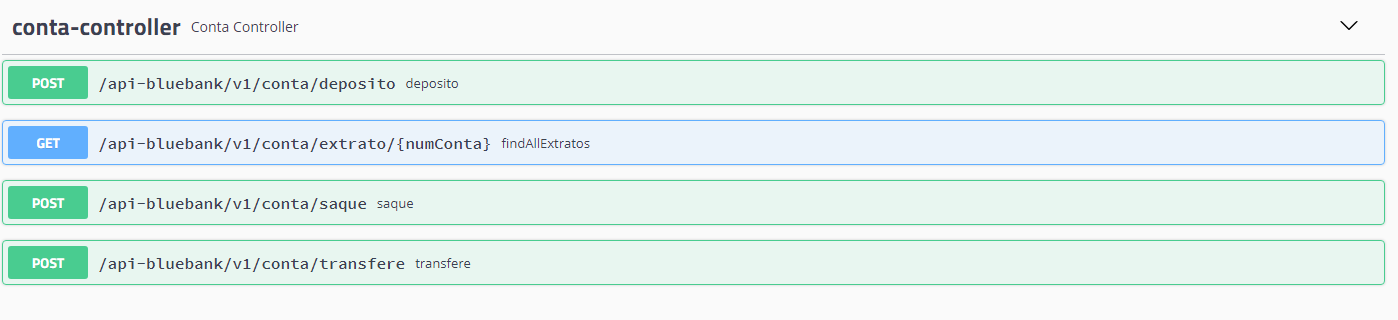 conta-controller Conta Controller
POST /api-bluebank/v1/conta/deposito deposito
GET /api-bluebank/v1/conta/extrato/{numConta} findAllExtratos
POST /api-bluebank/v1/conta/saque saque
POST /api-bluebank/v1/conta/transfere transfere